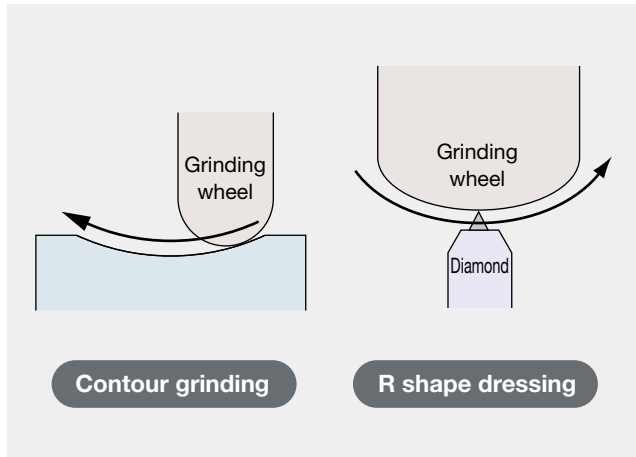 Grinding
wheel
Contour grinding
Grinding
wheel
Diamond
R shape dressing